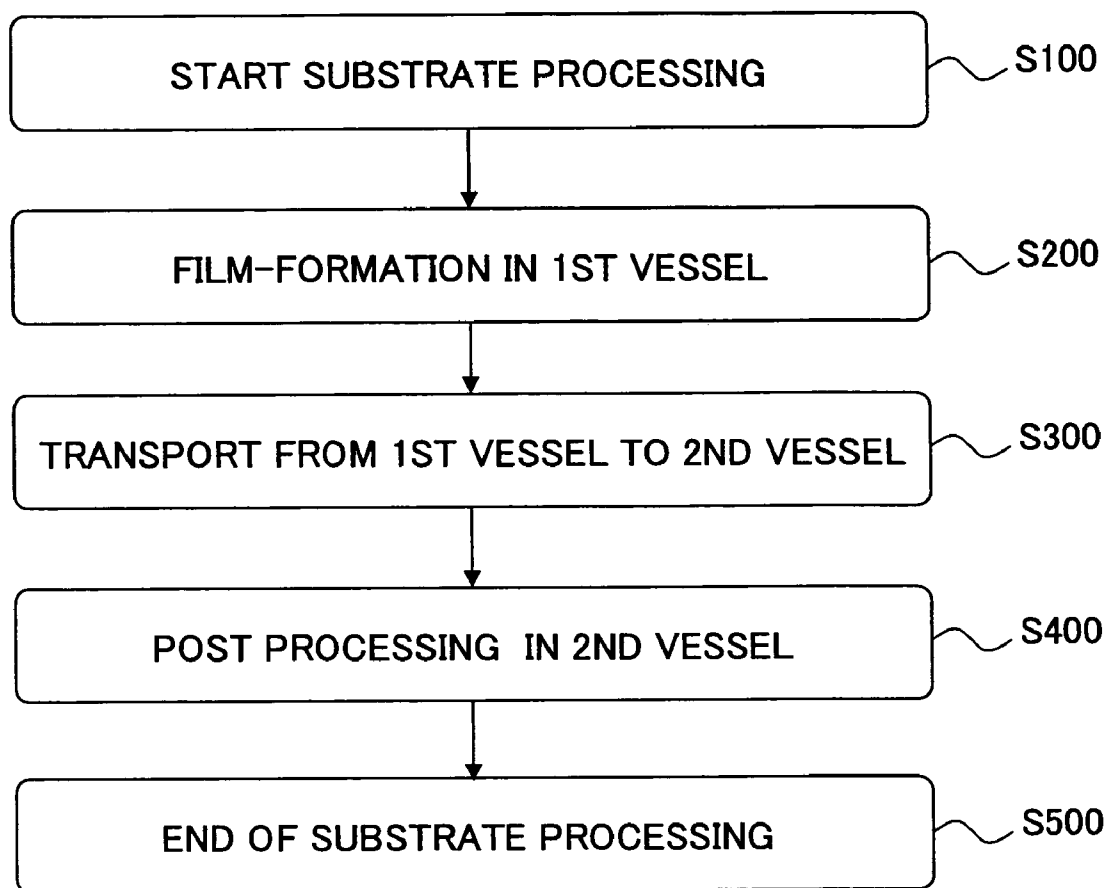 START SUBSTRATE PROCESSING
S100
FILM-FORMATION IN 1ST VESSEL
S200
TRANSPORT FROM 1ST VESSEL TO 2ND VESSEL
S300
POST PROCESSING IN 2ND VESSEL
S400
END OF SUBSTRATE PROCESSING
S500